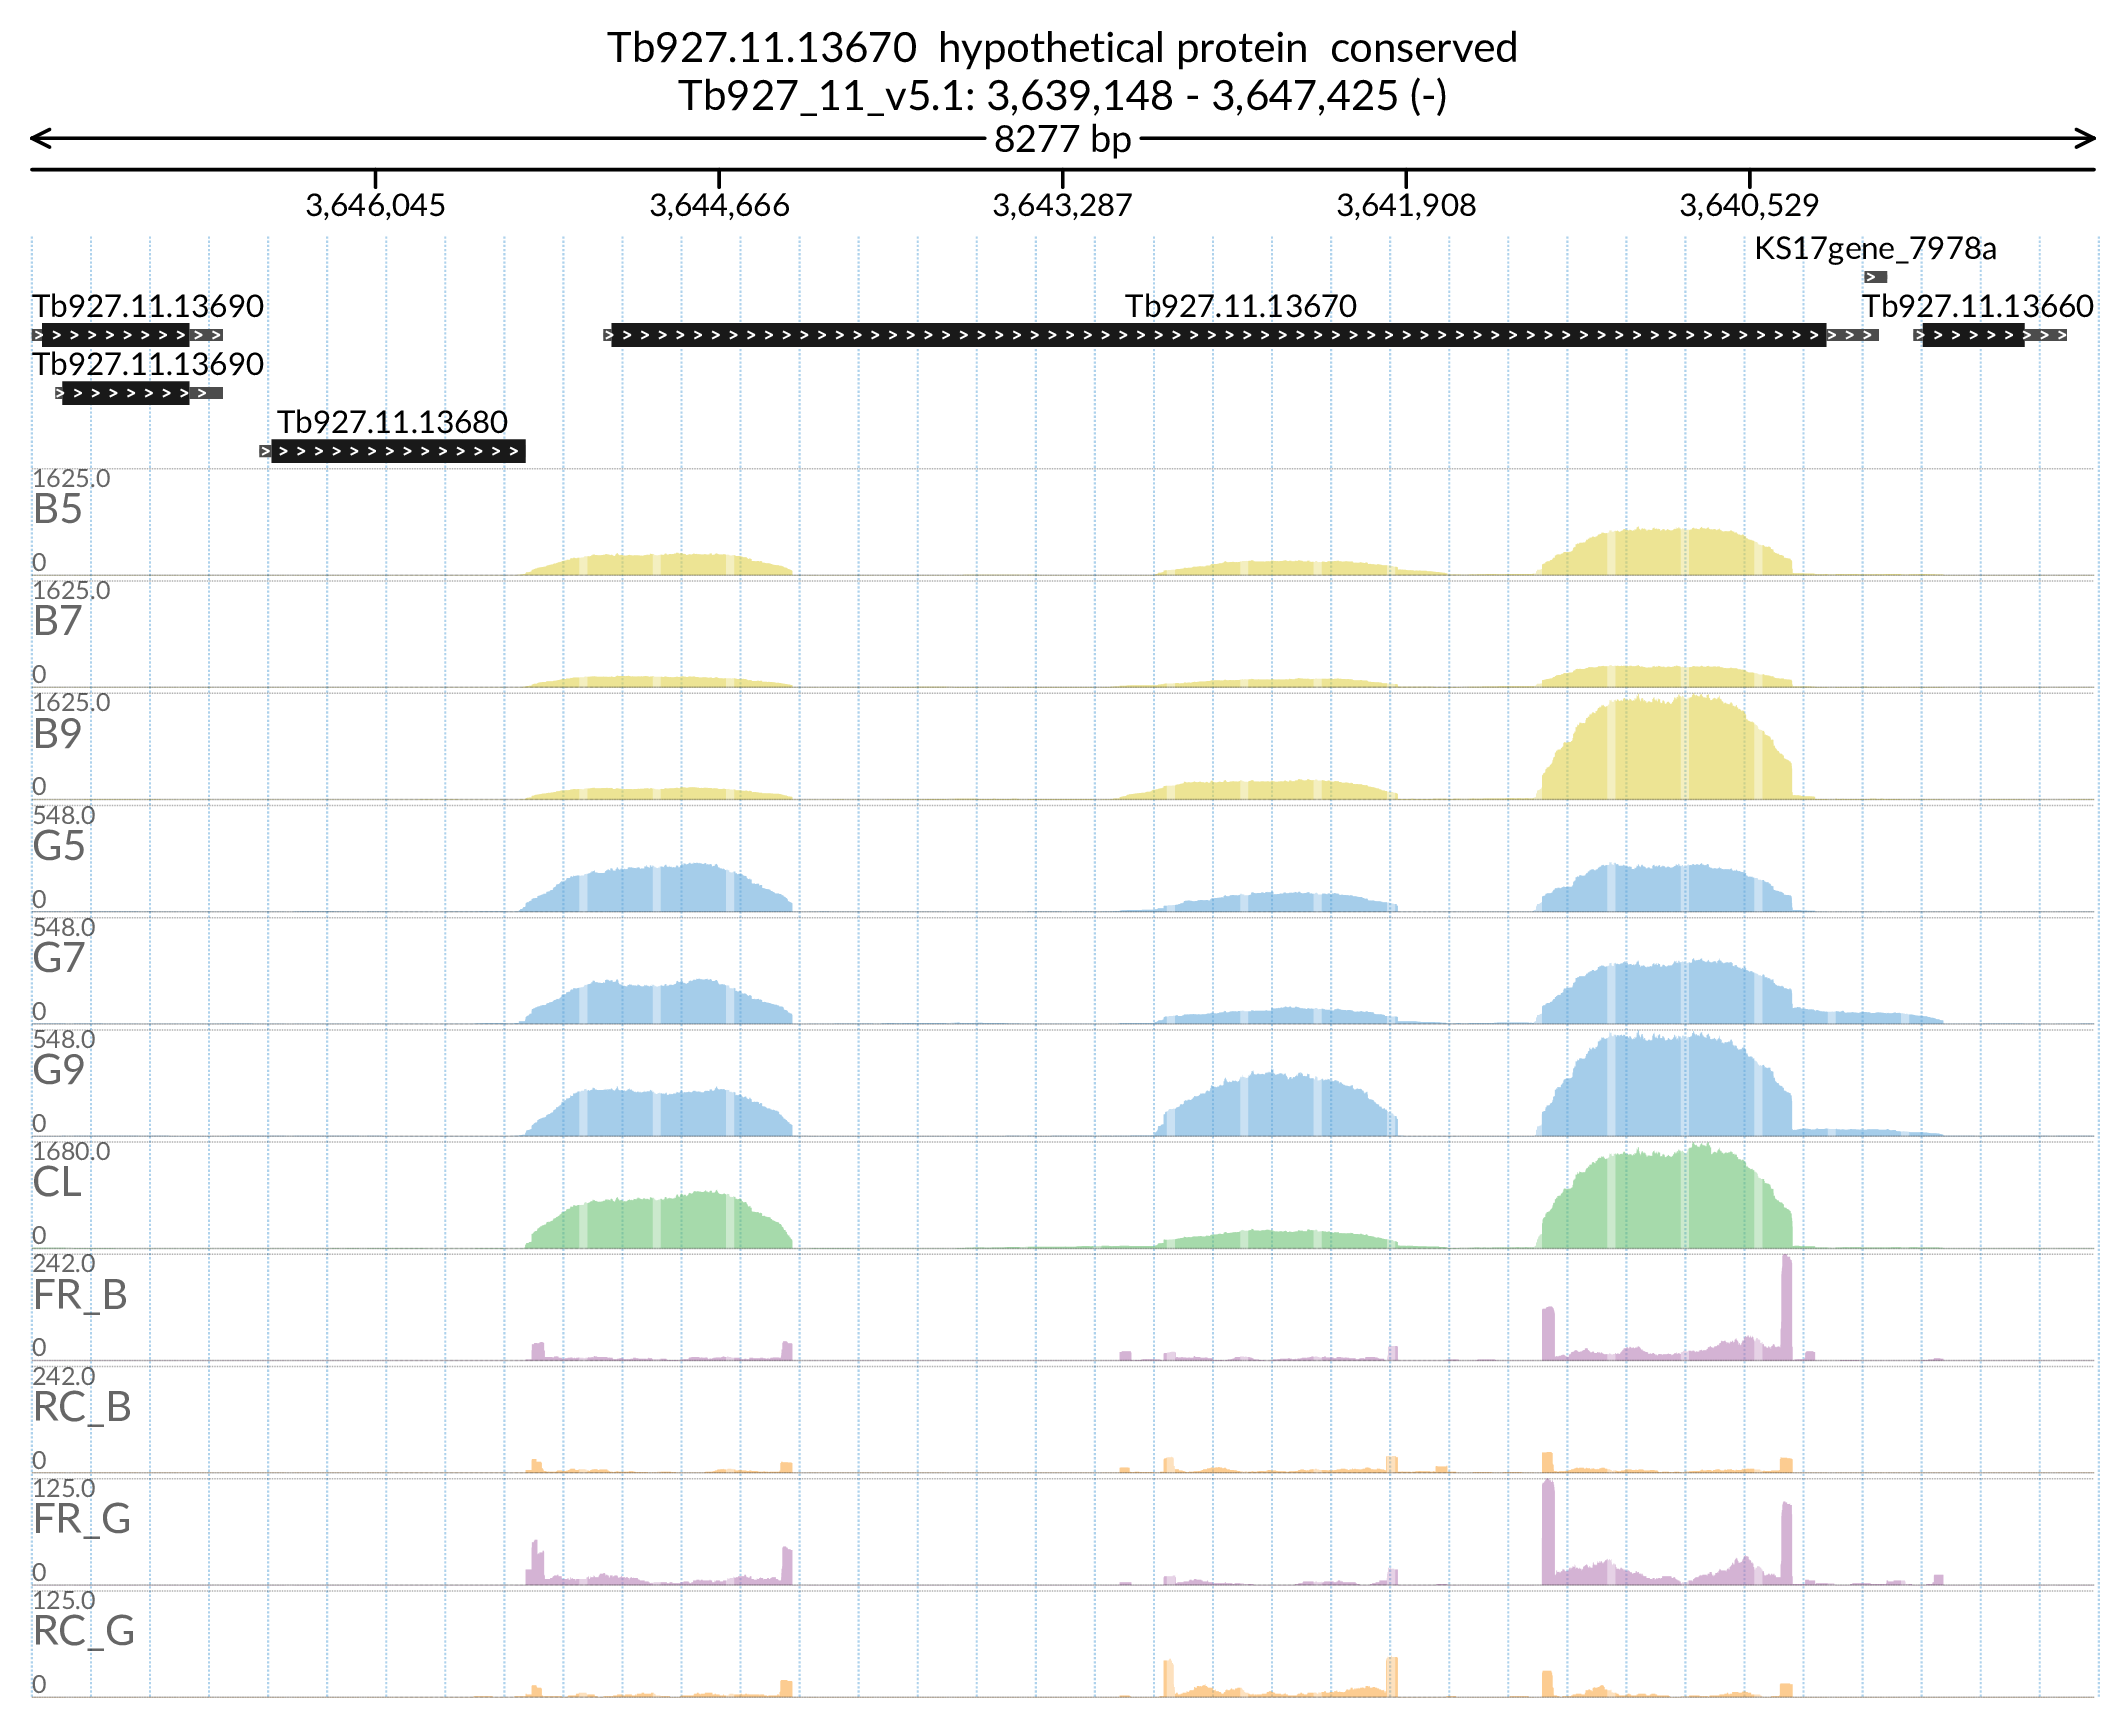 Tb927.11.13670 hypothetical protein conserved
Tb927_11_v5.1: 3,639,148 - 3,647,425 (-)
8277 bp
3,646,045 3,644,666 3,643,287 3,641,908 3,640,529
KS17gene_7978a
Tb927.11.13690 Tb927.11.13670 Tb927.11.13660
Tb927.11.13690
Tb927.11.13680
1625.0
B5
0
1625.0
B7
0
1625.0
B9
0
548.0
G5
0
548.0
G7
0
548.0
G9
0
1680.0
CL
0
242.0
FR_B
0
242.0
RC_B
0
125.0
FR_G
0
125.0
RC_G
0